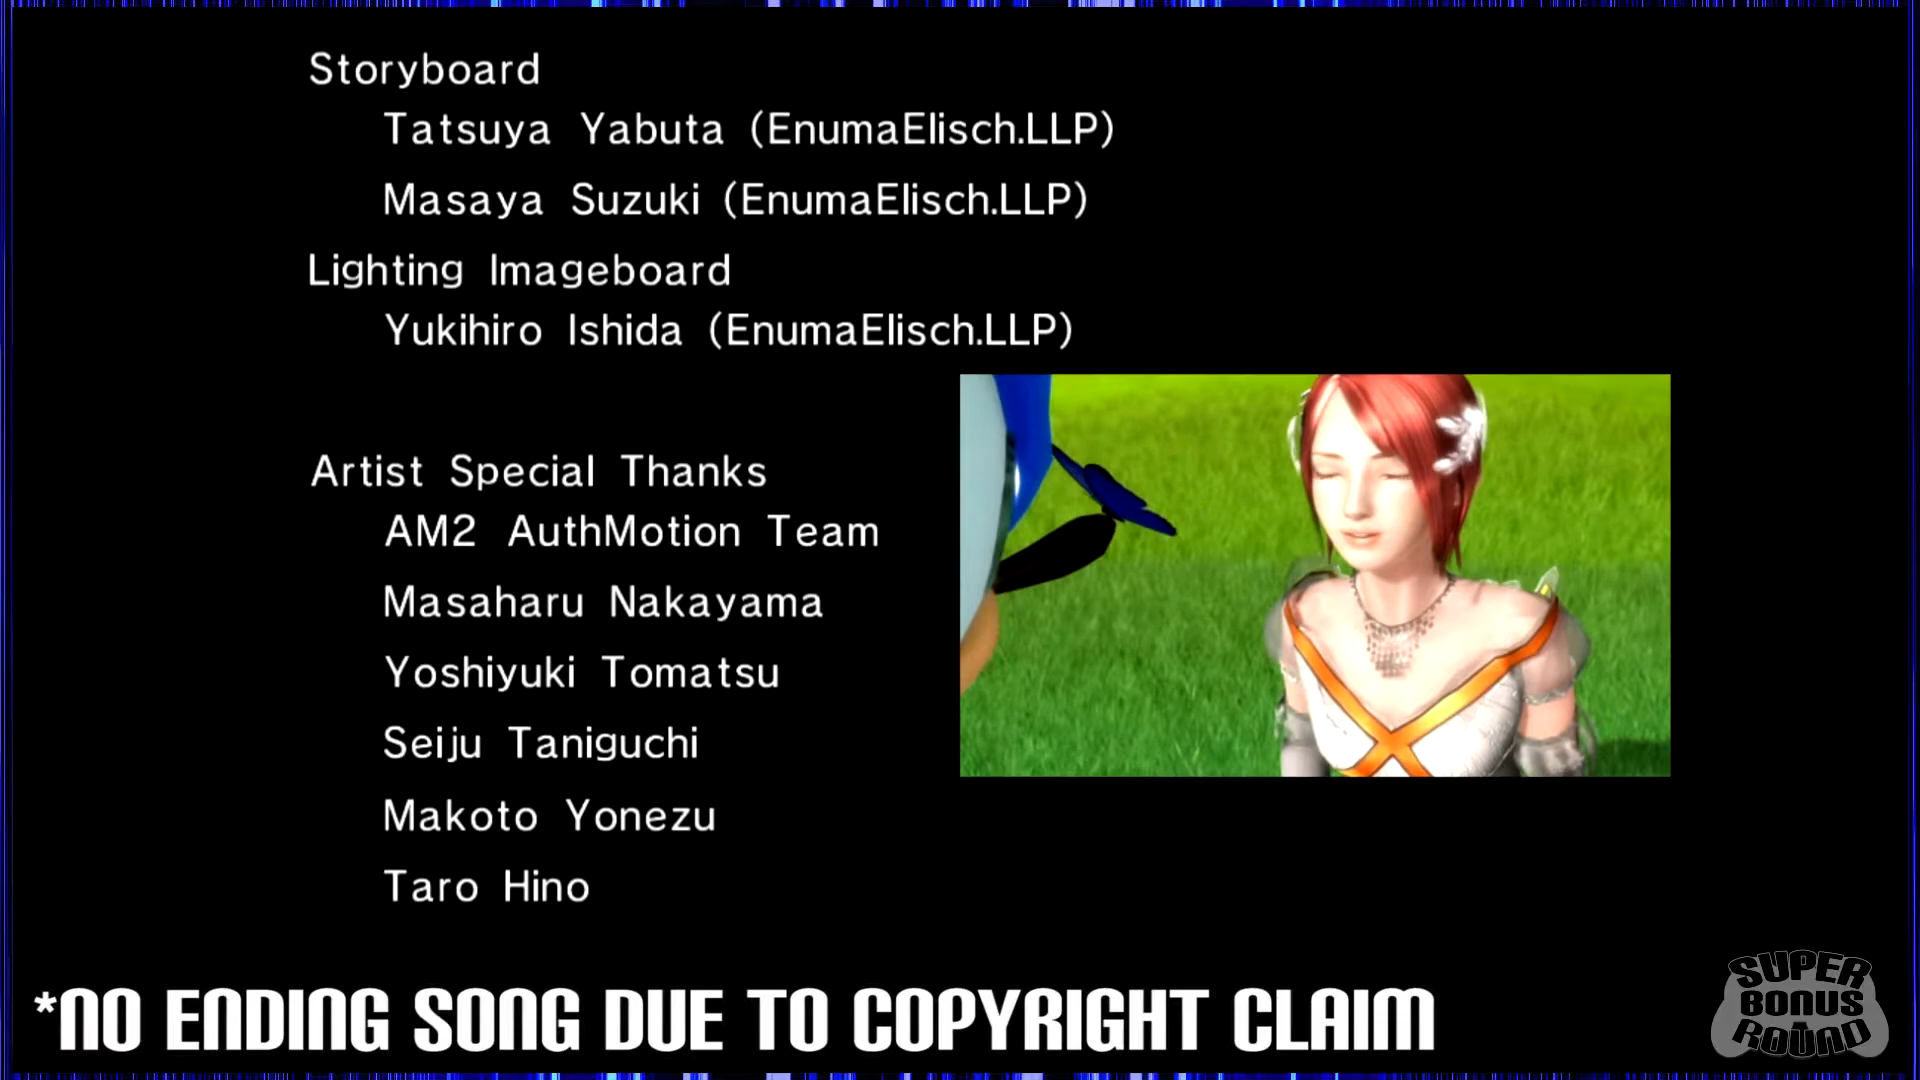 Storyboard
Tatsuya Yabuta (EnumaElisch.LLP)
Masaya Suzuki (EnumaElisch.LLP)
Lighting Imageboard
Yukihiro Ishida (EnumaElisch.LLP)
Artist Special Thanks
AM2 AuthMotion Team
Masaharu Nakayama
Yoshiyuki Tomatsu
Seiju Taniguchi
Makoto Yonezu
Taro Hino
*NO ENDING SONG DUE TO COPYRIGHT CLAIM
SUPER
BONUS
ROUND